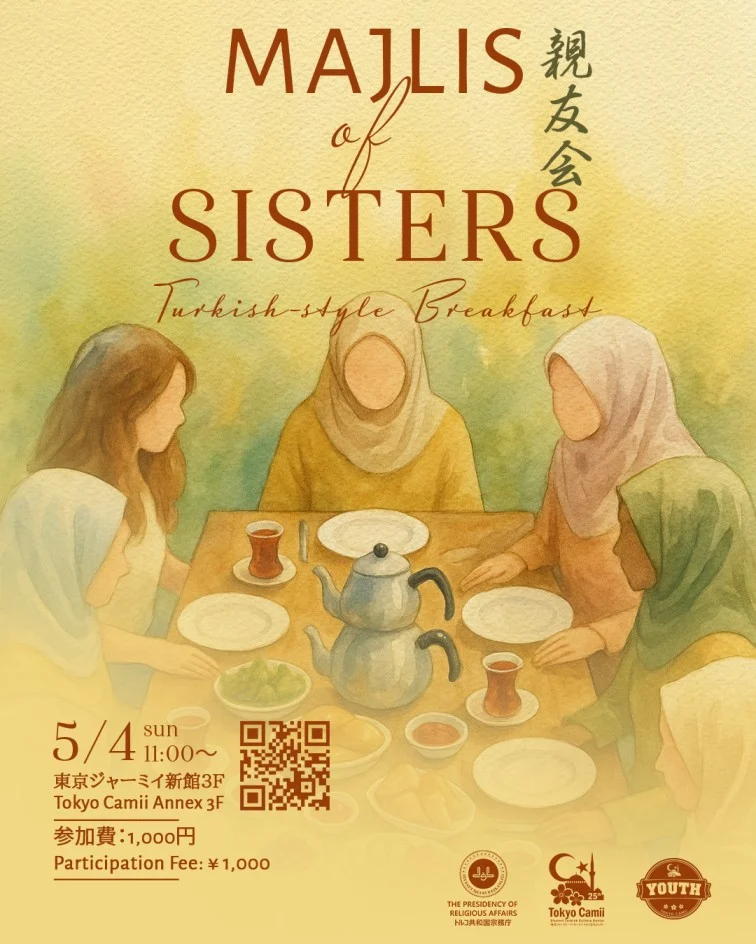 MAJLIS
of
SISTERS
親友会
Turkish-style Breakfast
5/4 sun
11:00~
東京ジャーミイ新館3F
Tokyo Camii Annex 3F
参加費：1,000円
Participation Fee: ¥1,000
THE PRESIDENCY OF
RELIGIOUS AFFAIRS
トルコ共和国宗務庁
25th
Tokyo Camii
YOUTH